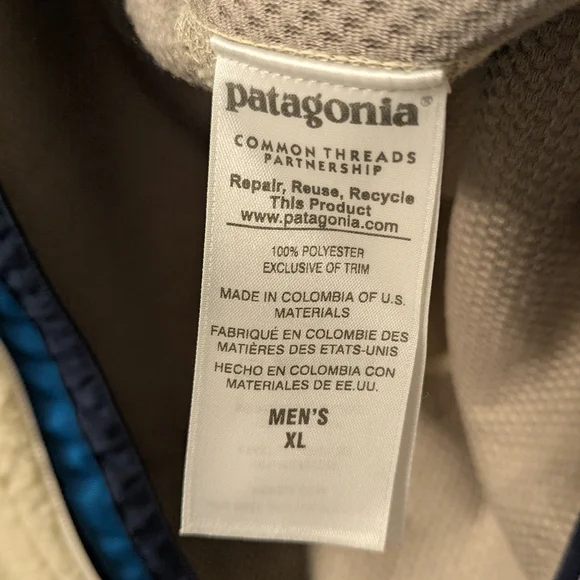 patagonia®
COMMON THREADS
PARTNERSHIP
Repair, Reuse, Recycle
This Product
www.patagonia.com
100% POLYESTER
EXCLUSIVE OF TRIM
MADE IN COLOMBIA OF U.S.
MATERIALS
FABRIQUÉ EN COLOMBIE DES
MATIÈRES DES ETATS-UNIS
HECHO EN COLOMBIA CON
MATERIALES DE EE.UU.
MEN'S
XL